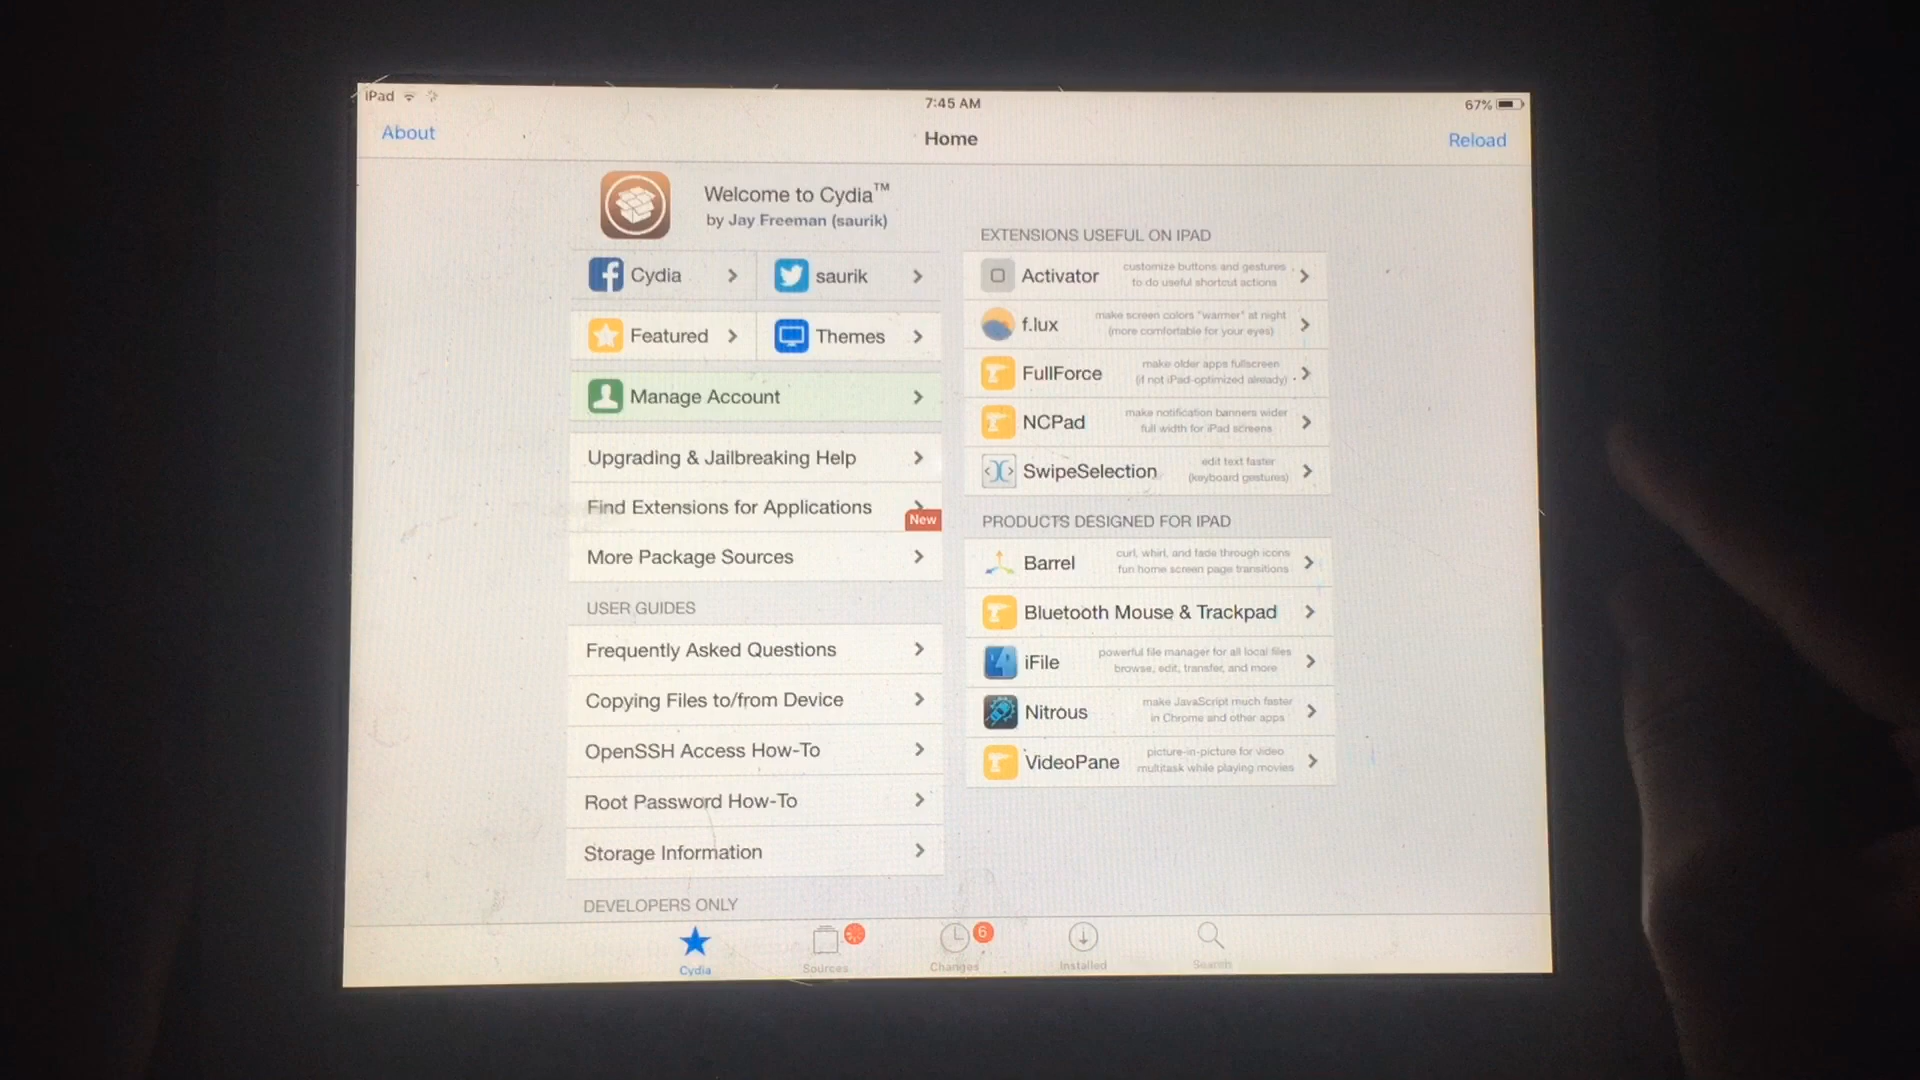 iPad
7:45 AM
67%
About
Home
Reload
Welcome to Cydia™
by Jay Freeman (saurik)
Cydia
saurik
Featured
Themes
Manage Account
Upgrading & Jailbreaking Help
Find Extensions for Applications
New
More Package Sources
USER GUIDES
Frequently Asked Questions
Copying Files to/from Device
OpenSSH Access How-To
Root Password How-To
Storage Information
DEVELOPERS ONLY
EXTENSIONS USEFUL ON IPAD
Activator
customize buttons and gestures
to do useful shortcut actions
f.lux
make screen colors "warmer" at night
(more comfortable for your eyes)
FullForce
make older apps fullscreen
(if not iPad-optimized already)
NCPad
make notification banners wider
full width for iPad screens
SwipeSelection
edit text faster
(keyboard gestures)
PRODUCTS DESIGNED FOR IPAD
Barrel
curl, whirl, and fade through icons
fun home screen page transitions
Bluetooth Mouse & Trackpad
iFile
powerful file manager for all local files
browse, edit, transfer, and more
Nitrous
make JavaScript much faster
in Chrome and other apps
VideoPane
picture-in-picture for video
multitask while playing movies
6
Cydia
Sources
Changes
Installed
Search